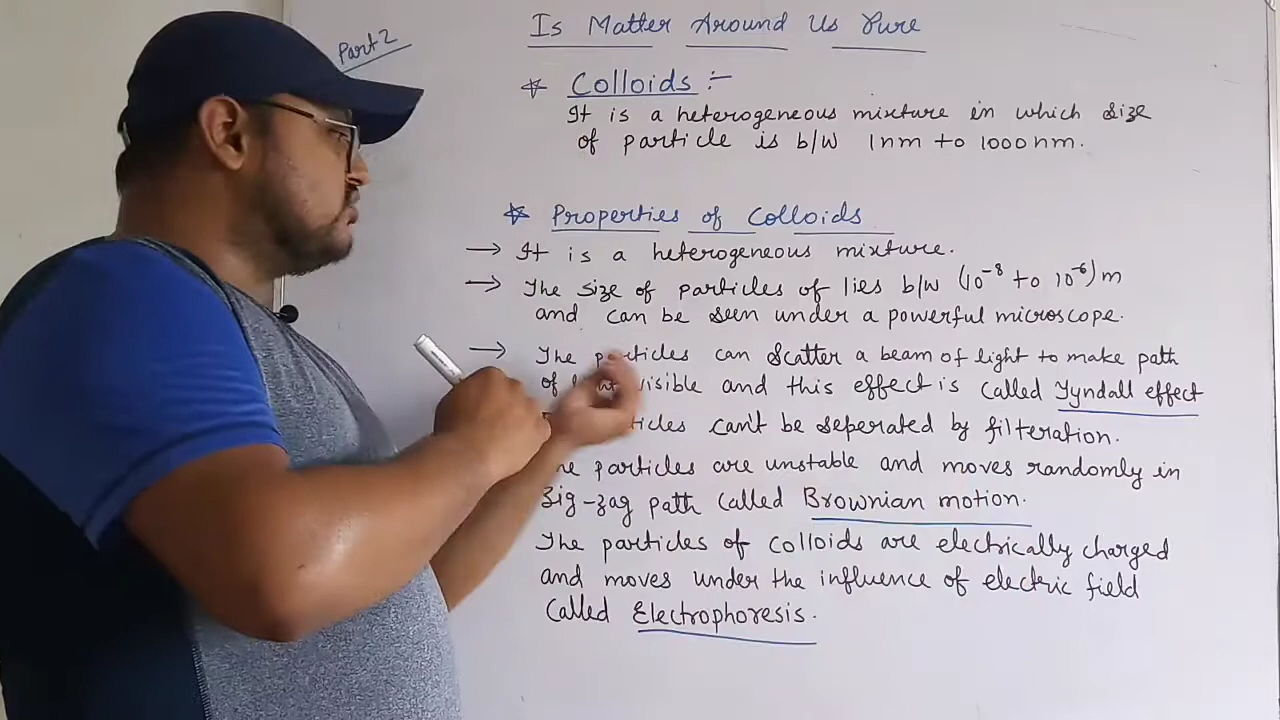 Part 2
Is Matter Around Us Pure
* Colloids :-
It is a heterogeneous mixture in which size
of particle is b/w 1nm to 1000nm.
* Properties of Colloids
→ It is a heterogeneous mixture.
→ The size of particles of lies b/w (10⁻⁸ to 10⁻⁶) m
and can be seen under a powerful microscope.
→ The particles can scatter a beam of light to make path
of visible and this effect is called Tyndall effect
can't be seperated by filteration.
particles are unstable and moves randomly in
zig-zag path called Brownian motion.
The particles of colloids are electrically charged
and moves under the influence of electric field
called Electrophoresis.